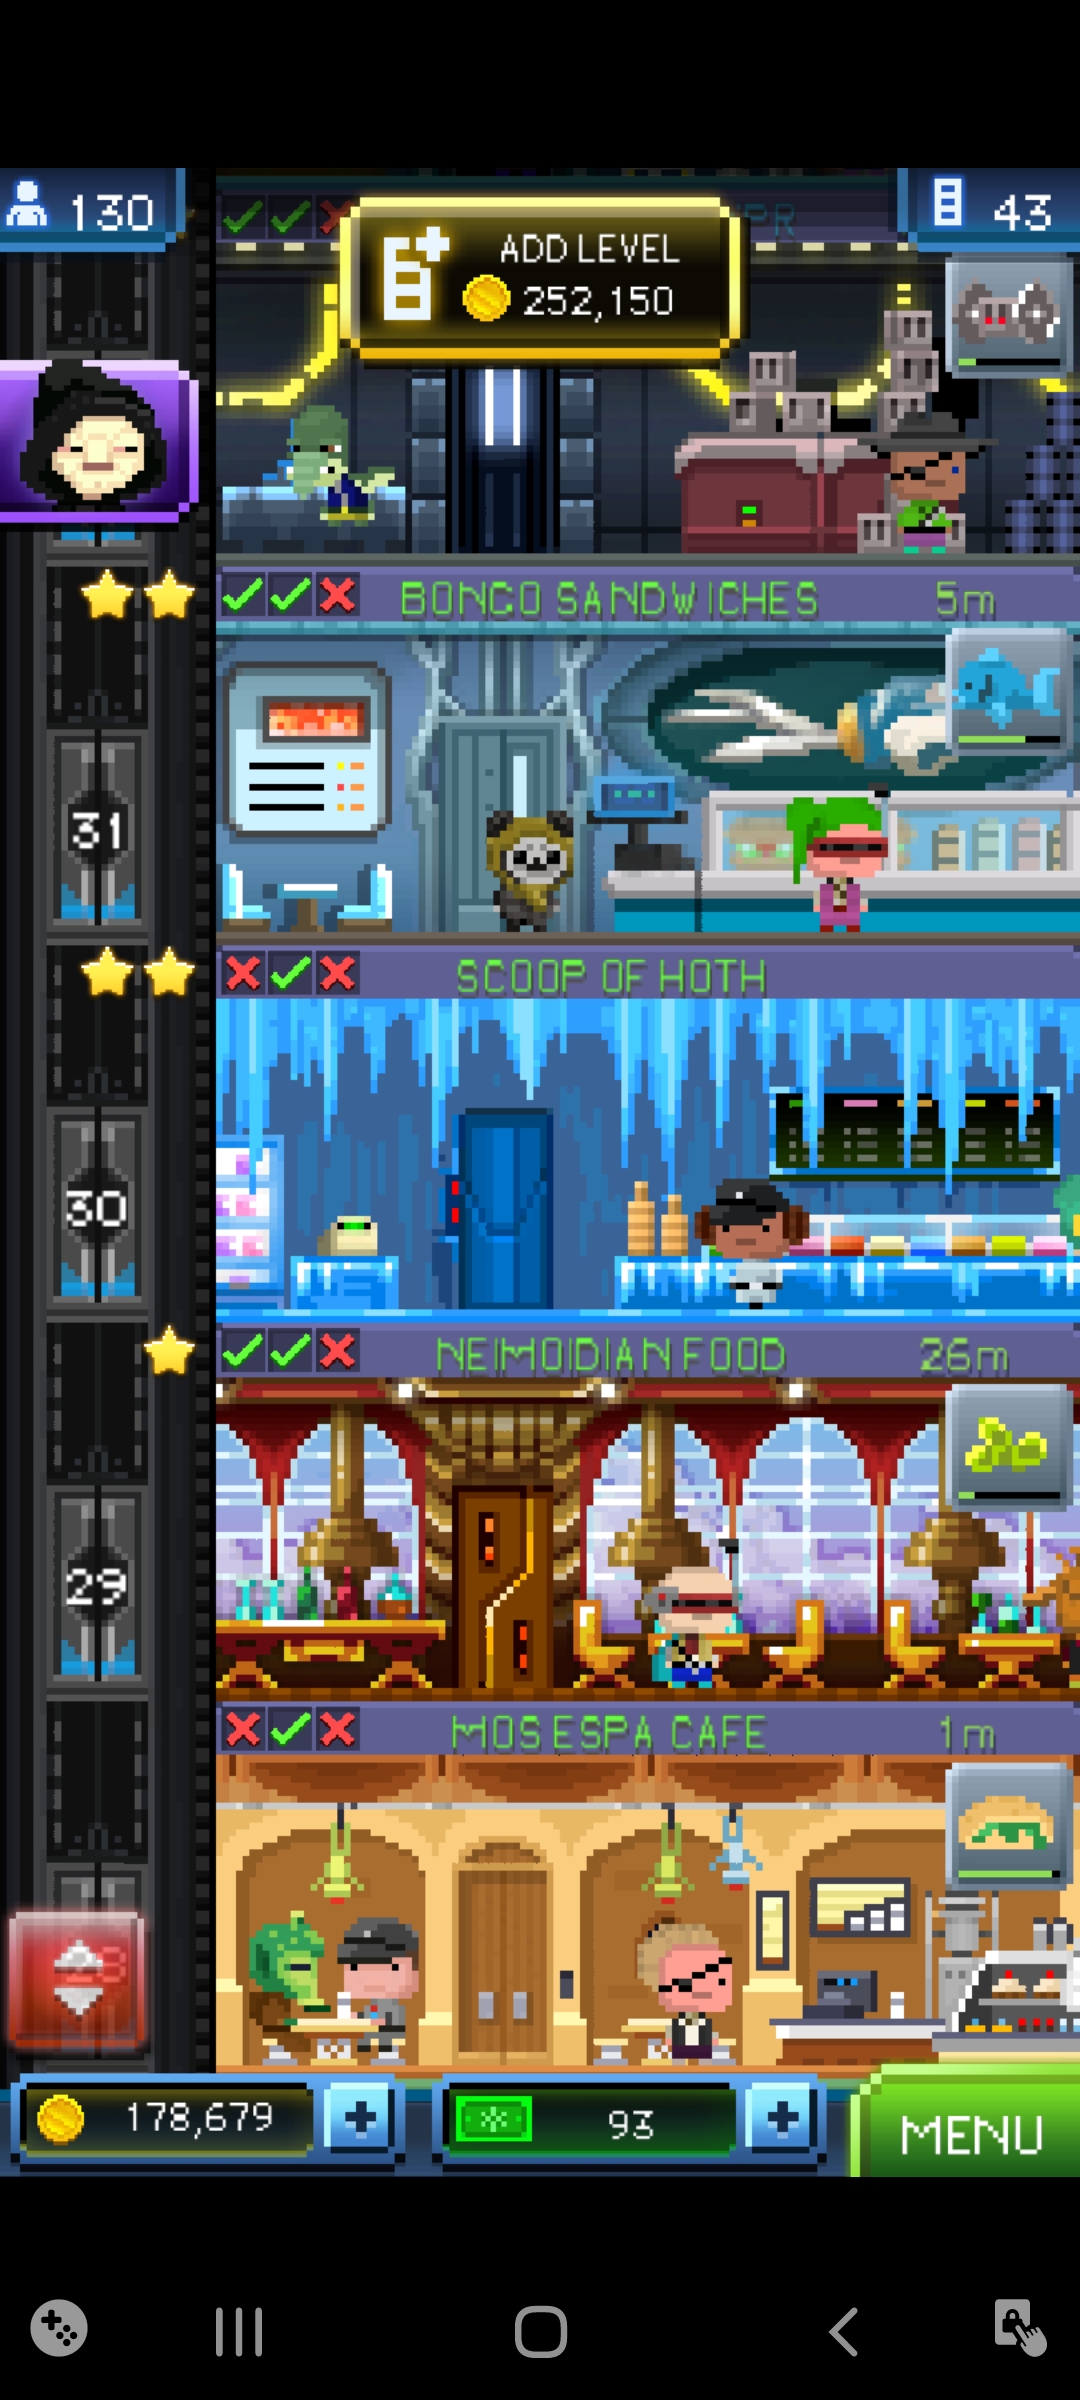 130
43
ADD LEVEL
252,150
BONGO SANDWICHES 5m
31
SCOOP OF HOTH
30
NEIMOIDIAN FOOD 26m
29
MOS ESPA CAFE 1m
178,679
93
MENU